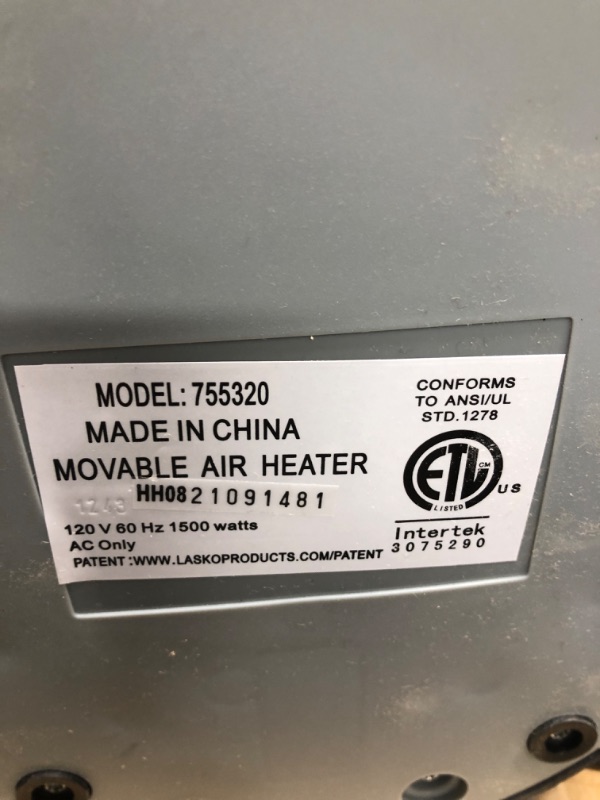 MODEL: 755320
MADE IN CHINA
MOVABLE AIR HEATER
HH0821091481
120 V 60 Hz 1500 watts
AC Only
PATENT :WWW.LASKOPRODUCTS.COM/PATENT
CONFORMS
TO ANSI/UL
STD.1278
ETL CM
LISTED
US
Intertek
3075290